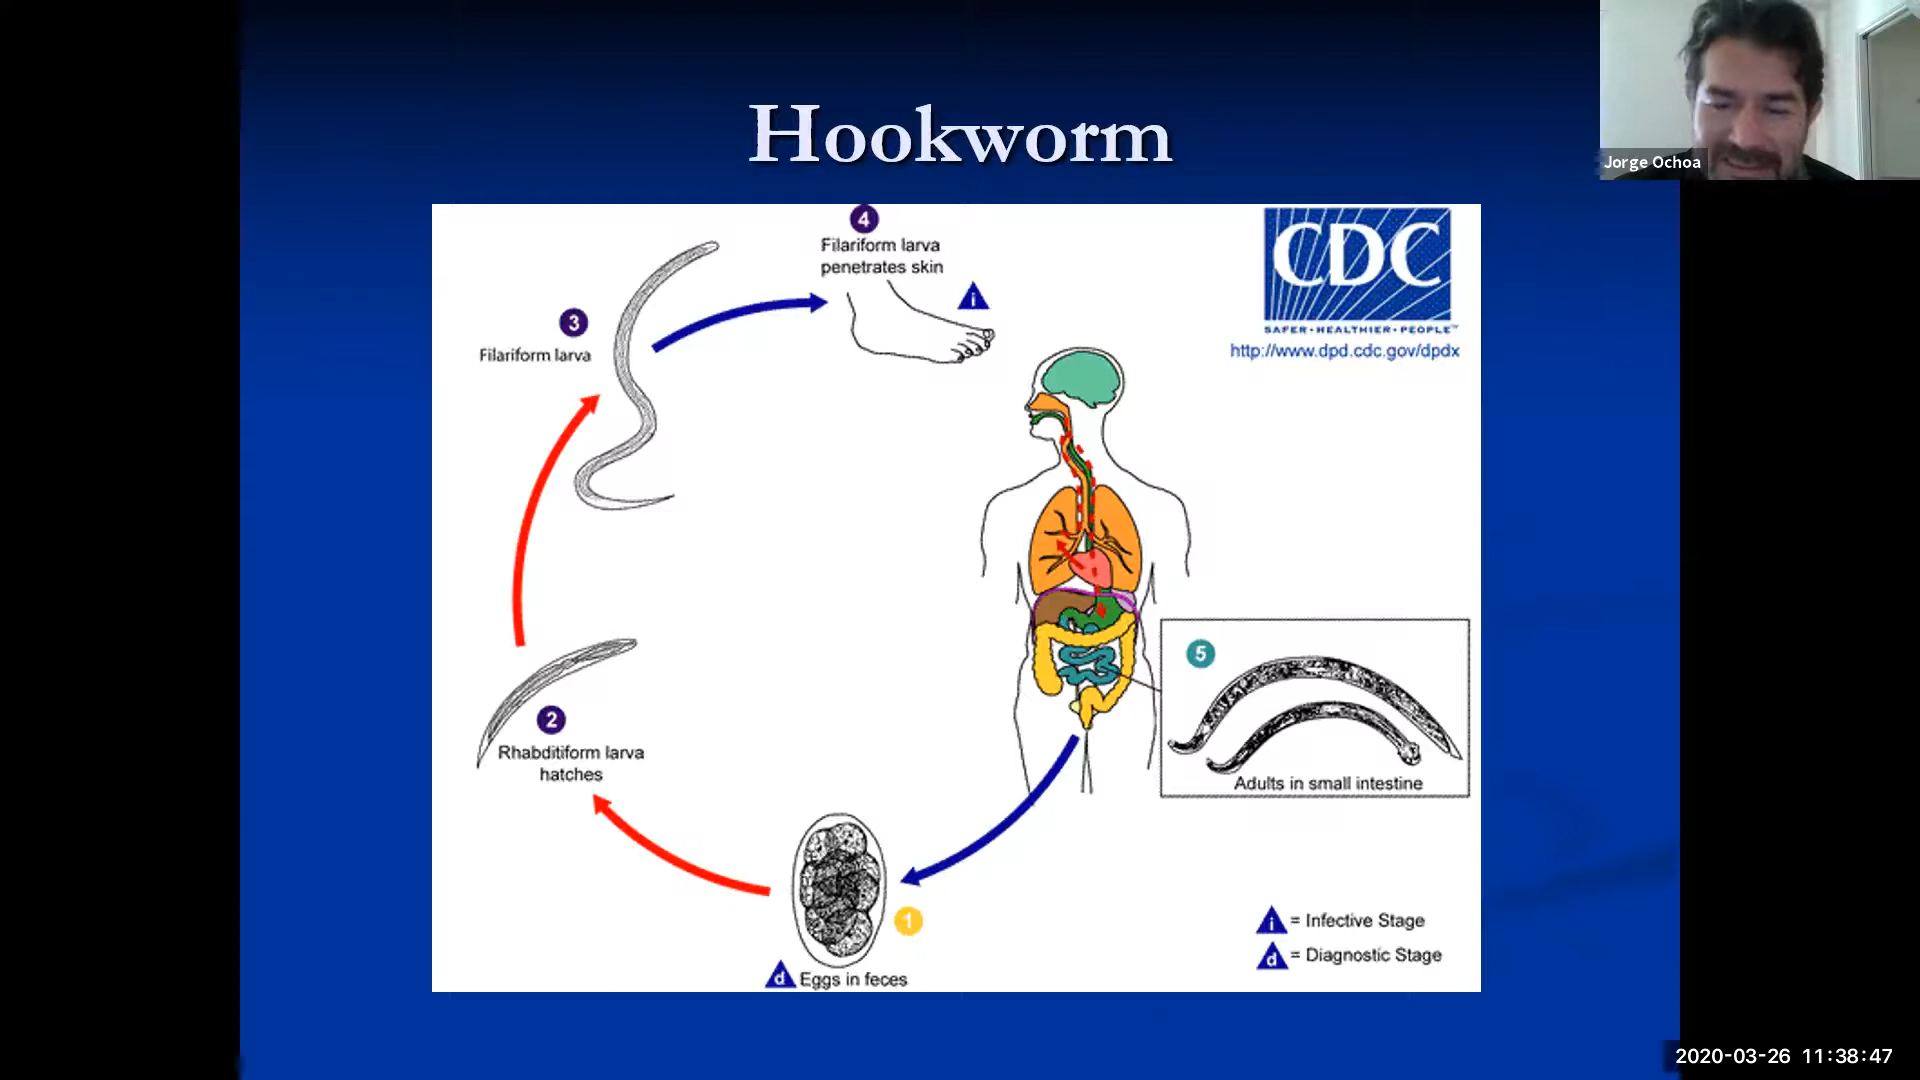 Hookworm
Jorge Ochoa
4
Filariform larva
penetrates skin
i
CDC
SAFER•HEALTHIER•PEOPLE™
http://www.dpd.cdc.gov/dpdx
3
Filariform larva
5
Adults in small intestine
2
Rhabditiform larva
hatches
1
d Eggs in feces
i = Infective Stage
d = Diagnostic Stage
2020-03-26 11:38:47